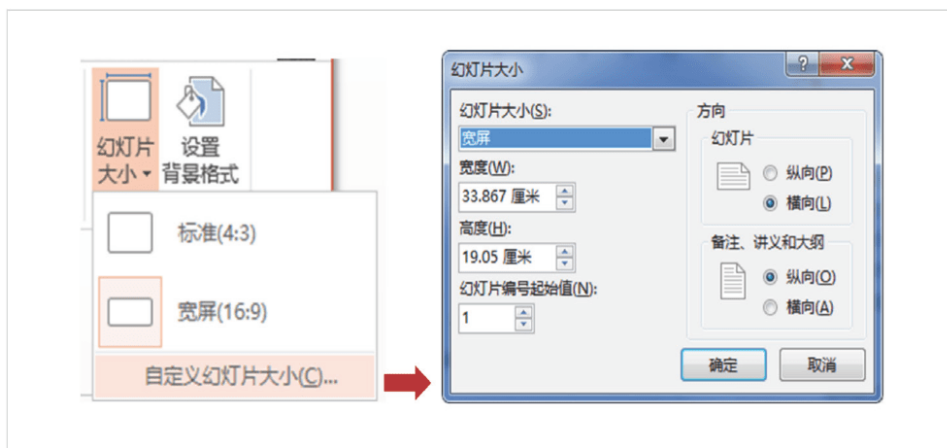 幻灯片
大小
设置
背景格式
标准(4:3)
宽屏(16:9)
自定义幻灯片大小(C)...
幻灯片大小
幻灯片大小(S):
宽屏
宽度(W):
33.867 厘米
高度(H):
19.05 厘米
幻灯片编号起始值(N):
1
方向
幻灯片
纵向(P)
横向(L)
备注、讲义和大纲
纵向(O)
横向(A)
确定
取消